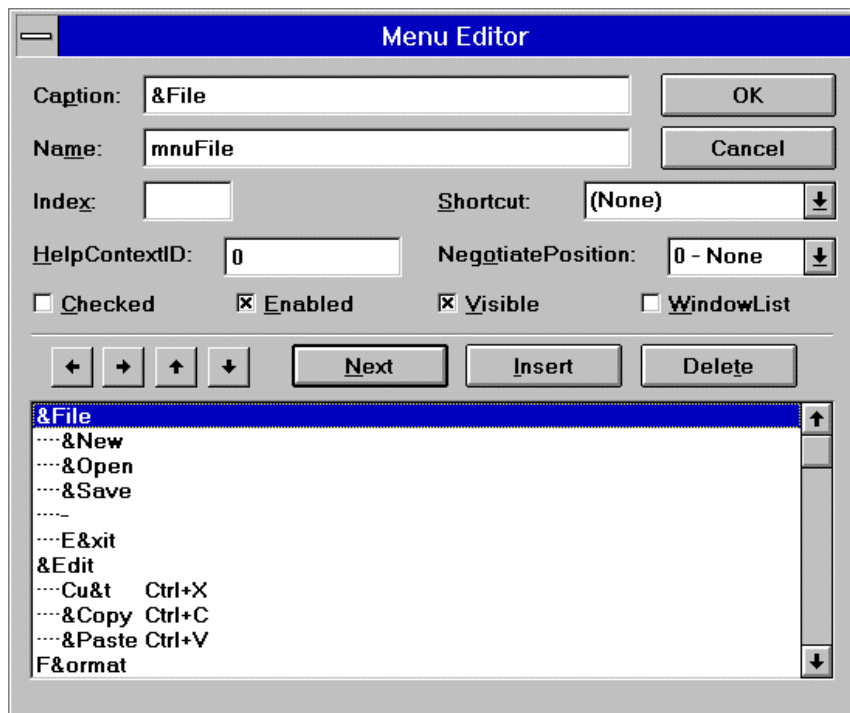 Menu Editor
Caption: &File OK
Name: mnuFile Cancel
Index: Shortcut: (None)
HelpContextID: 0 NegotiatePosition: 0 - None
Checked Enabled Visible WindowList
Next Insert Delete
&File
----&New
----&Open
----&Save
-----
----E&xit
&Edit
----Cu&t Ctrl+X
----&Copy Ctrl+C
----&Paste Ctrl+V
F&ormat